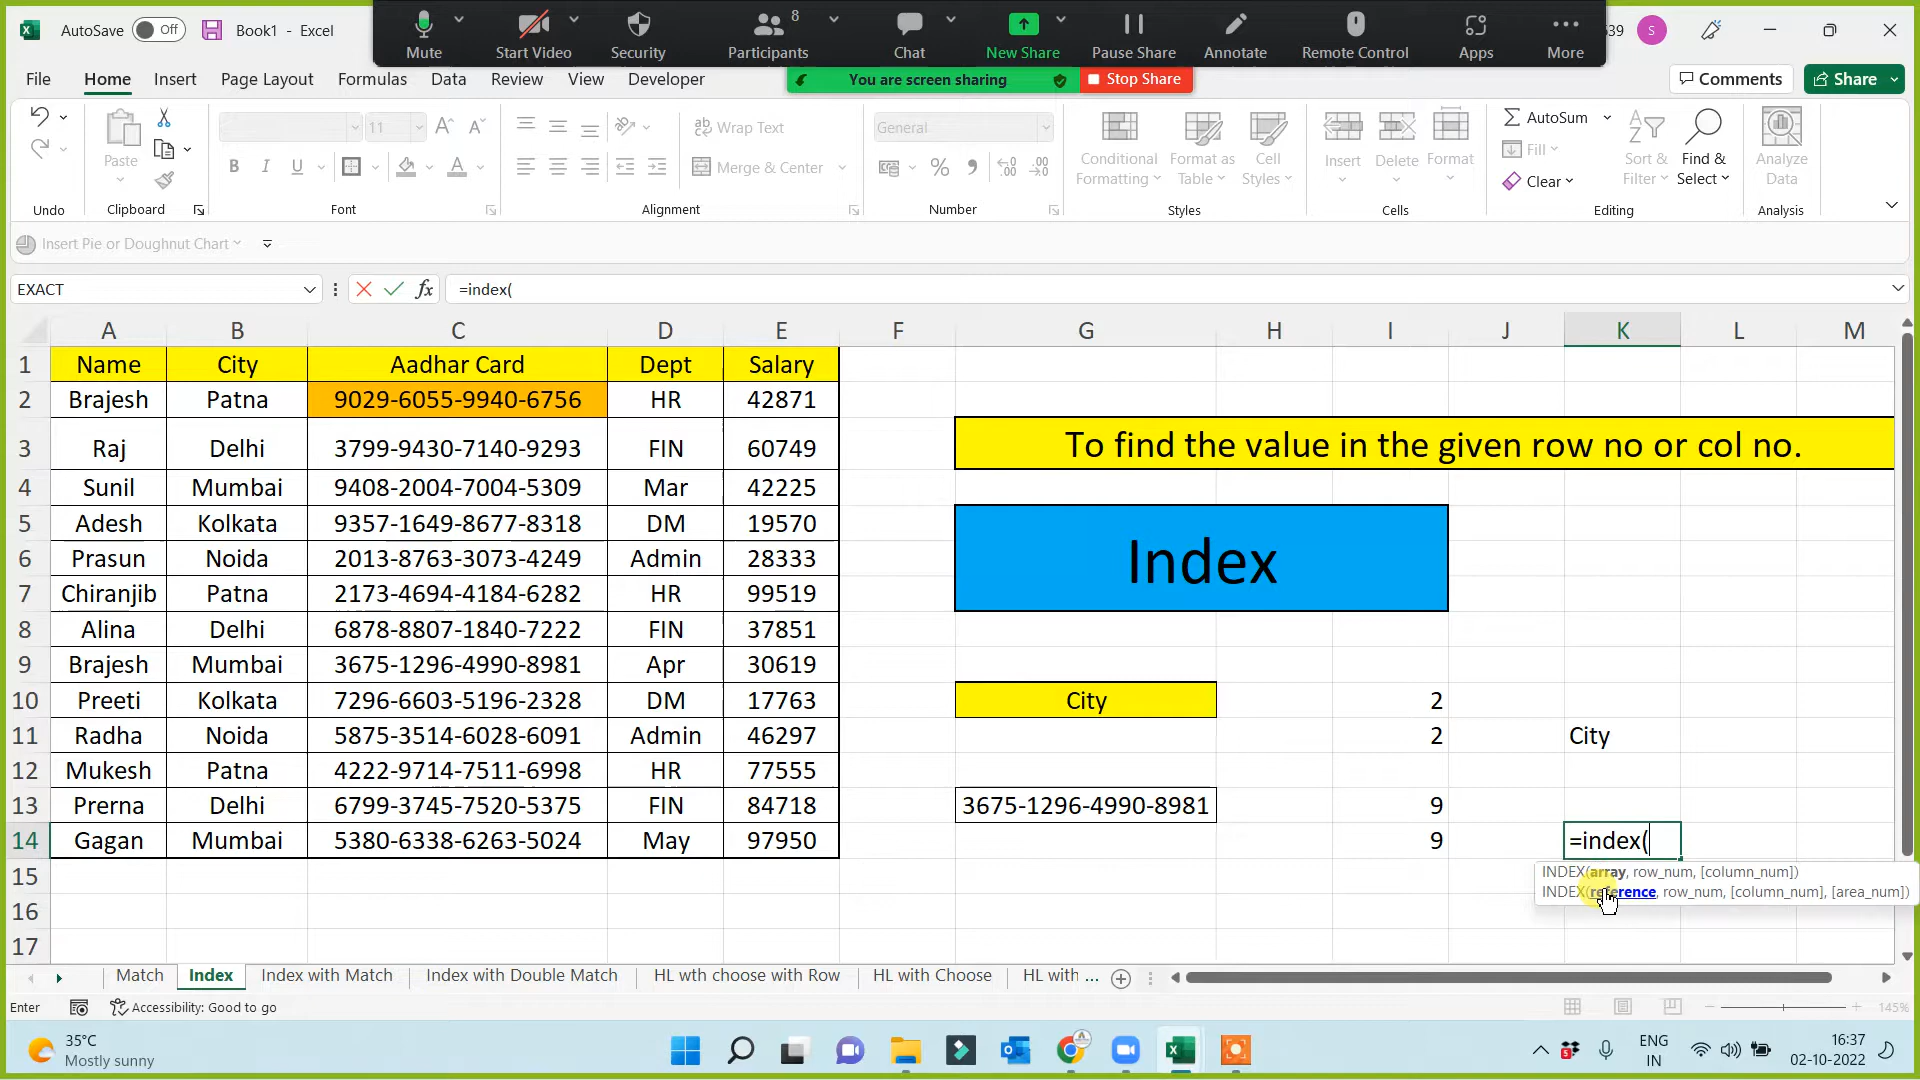 AutoSave Off Book1 - Excel
Mute Start Video Security Participants 8 Chat New Share Pause Share Annotate Remote Control Apps More
39 S
You are screen sharing Stop Share
File Home Insert Page Layout Formulas Data Review View Developer Comments Share
11 General
Wrap Text
Merge & Center
B I U
Paste
Conditional Formatting
Format as Table
Cell Styles
Insert Delete Format
AutoSum
Fill
Clear
Sort & Filter
Find & Select
Analyze Data
Undo Clipboard Font Alignment Number Styles Cells Editing Analysis
Insert Pie or Doughnut Chart
EXACT fx =index(
A B C D E F G H I J K L M
1 Name City Aadhar Card Dept Salary
2 Brajesh Patna 9029-6055-9940-6756 HR 42871
3 Raj Delhi 3799-9430-7140-9293 FIN 60749 To find the value in the given row no or col no.
4 Sunil Mumbai 9408-2004-7004-5309 Mar 42225
5 Adesh Kolkata 9357-1649-8677-8318 DM 19570
Index
6 Prasun Noida 2013-8763-3073-4249 Admin 28333
7 Chiranjib Patna 2173-4694-4184-6282 HR 99519
8 Alina Delhi 6878-8807-1840-7222 FIN 37851
9 Brajesh Mumbai 3675-1296-4990-8981 Apr 30619
10 Preeti Kolkata 7296-6603-5196-2328 DM 17763 City 2
11 Radha Noida 5875-3514-6028-6091 Admin 46297 2 City
12 Mukesh Patna 4222-9714-7511-6998 HR 77555
13 Prerna Delhi 6799-3745-7520-5375 FIN 84718 3675-1296-4990-8981 9
14 Gagan Mumbai 5380-6338-6263-5024 May 97950 9 =index(
15
INDEX(array, row_num, [column_num])
INDEX(reference, row_num, [column_num], [area_num])
16
17
Match Index Index with Match Index with Double Match HL wth choose with Row HL with Choose HL with ...
Enter Accessibility: Good to go 145%
35°C
Mostly sunny
ENG
IN
16:37
02-10-2022